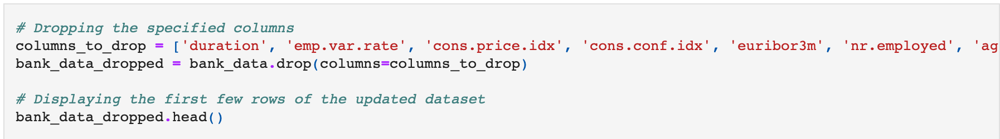 # Dropping the specified columns
columns_to_drop = ['duration', 'emp.var.rate', 'cons.price.idx', 'cons.conf.idx', 'euribor3m', 'nr.employed', 'ag
bank_data_dropped = bank_data.drop(columns=columns_to_drop)
# Displaying the first few rows of the updated dataset
bank_data_dropped.head()